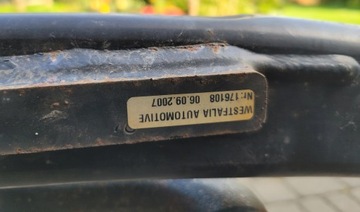 WESTFALIA AUTOMOTIVE
Nr. 176108 06.09.2007